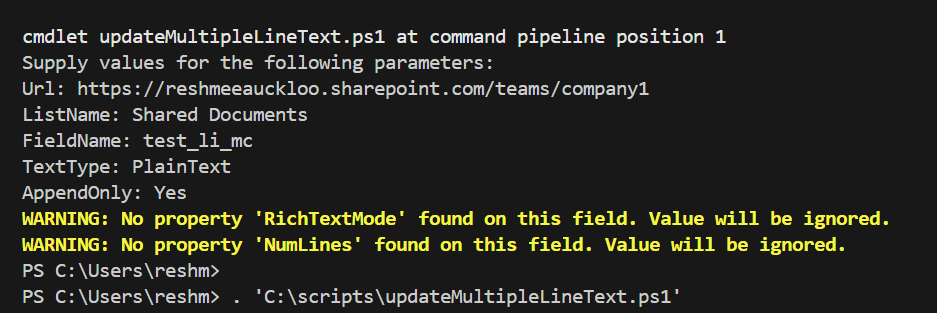 cmdlet updateMultipleLineText.ps1 at command pipeline position 1
Supply values for the following parameters:
Url: https://reshmeeauckloo.sharepoint.com/teams/company1
ListName: Shared Documents
FieldName: test_li_mc
TextType: PlainText
AppendOnly: Yes
WARNING: No property 'RichTextMode' found on this field. Value will be ignored.
WARNING: No property 'NumLines' found on this field. Value will be ignored.
PS C:\Users\reshm>
PS C:\Users\reshm> . 'C:\scripts\updateMultipleLineText.ps1'